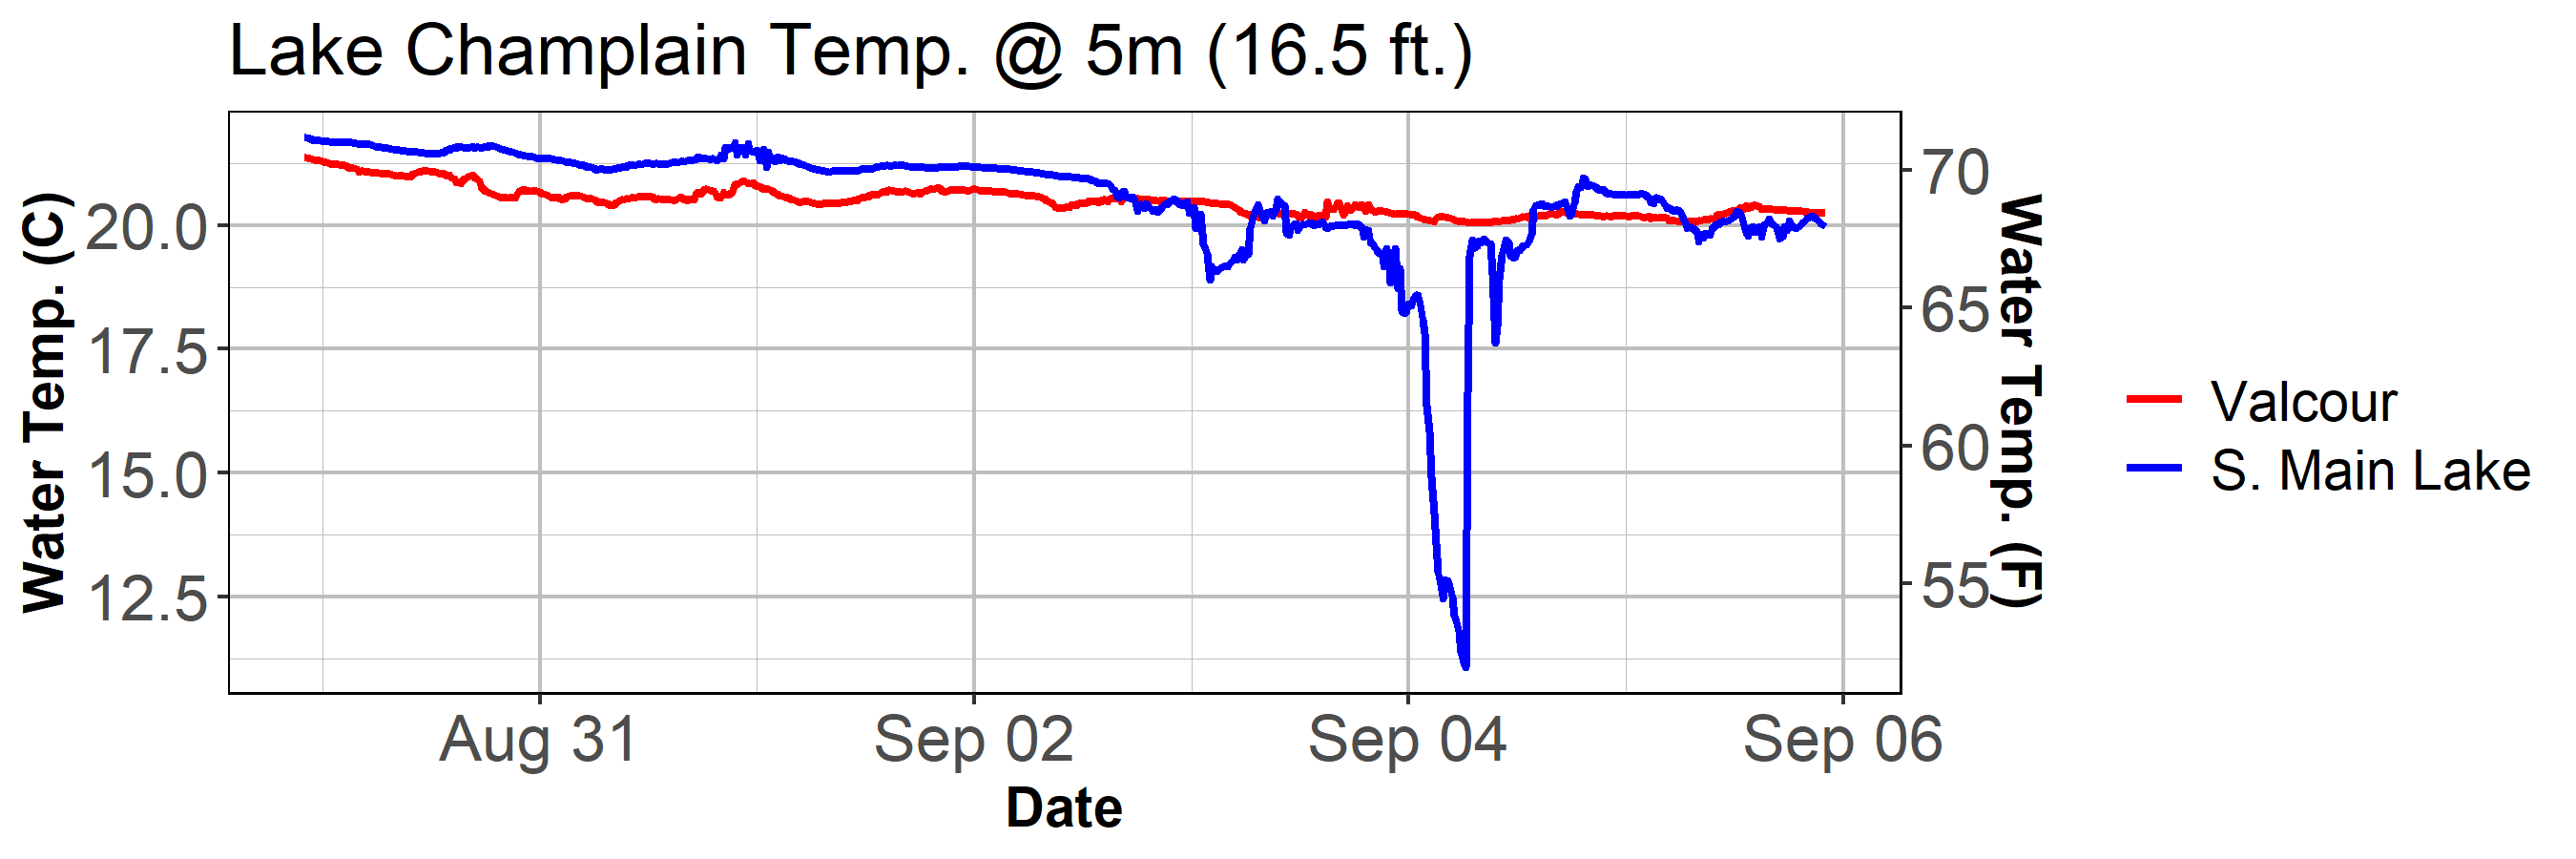 Lake Champlain Temp. @ 5m (16.5 ft.)
Water Temp. (C)
20.0
17.5
15.0
12.5
70
65
60
55
Water Temp. (F)
Aug 31
Sep 02
Sep 04
Sep 06
Date
Valcour
S. Main Lake